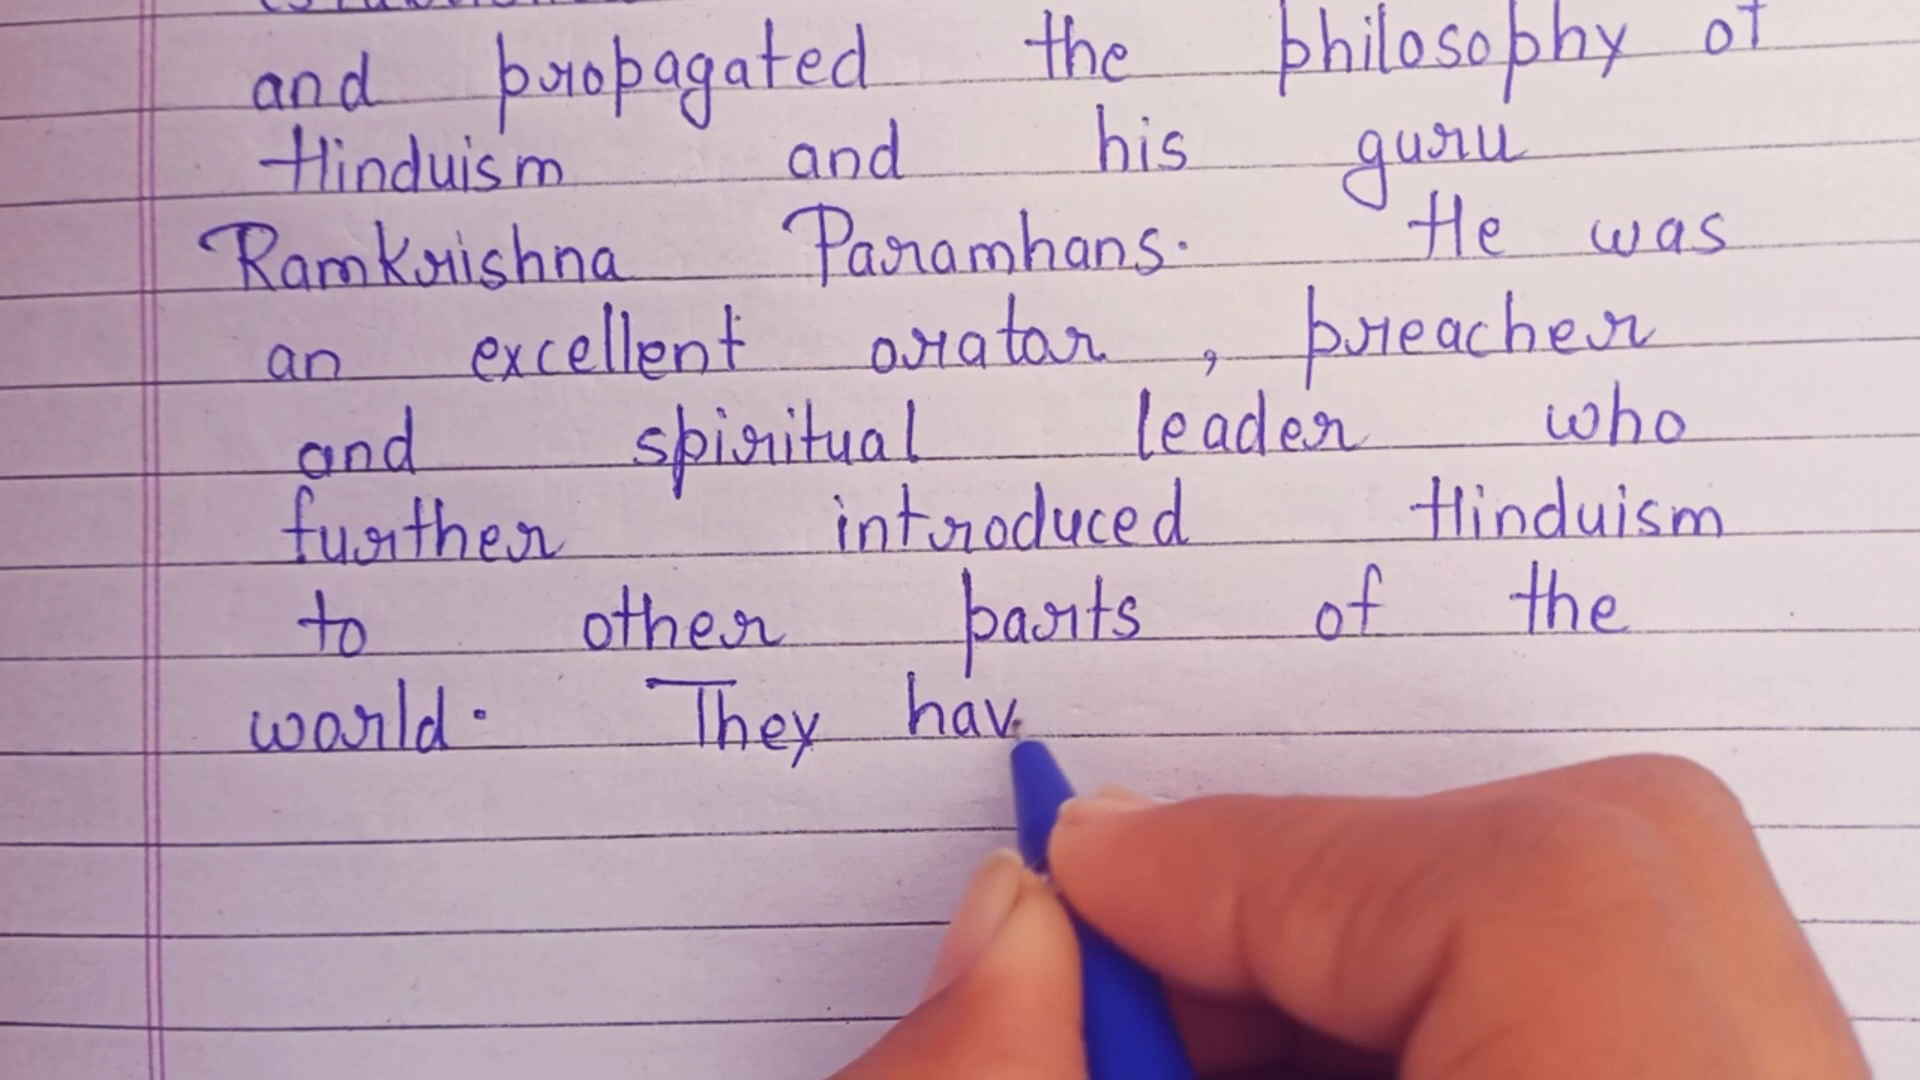 and propagated the philosophy of
Hinduism and his guru
Ramkrishna Paramhans. He was
an excellent orator, preacher
and spiritual leader who
further introduced Hinduism
to other parts of the
world. They hav